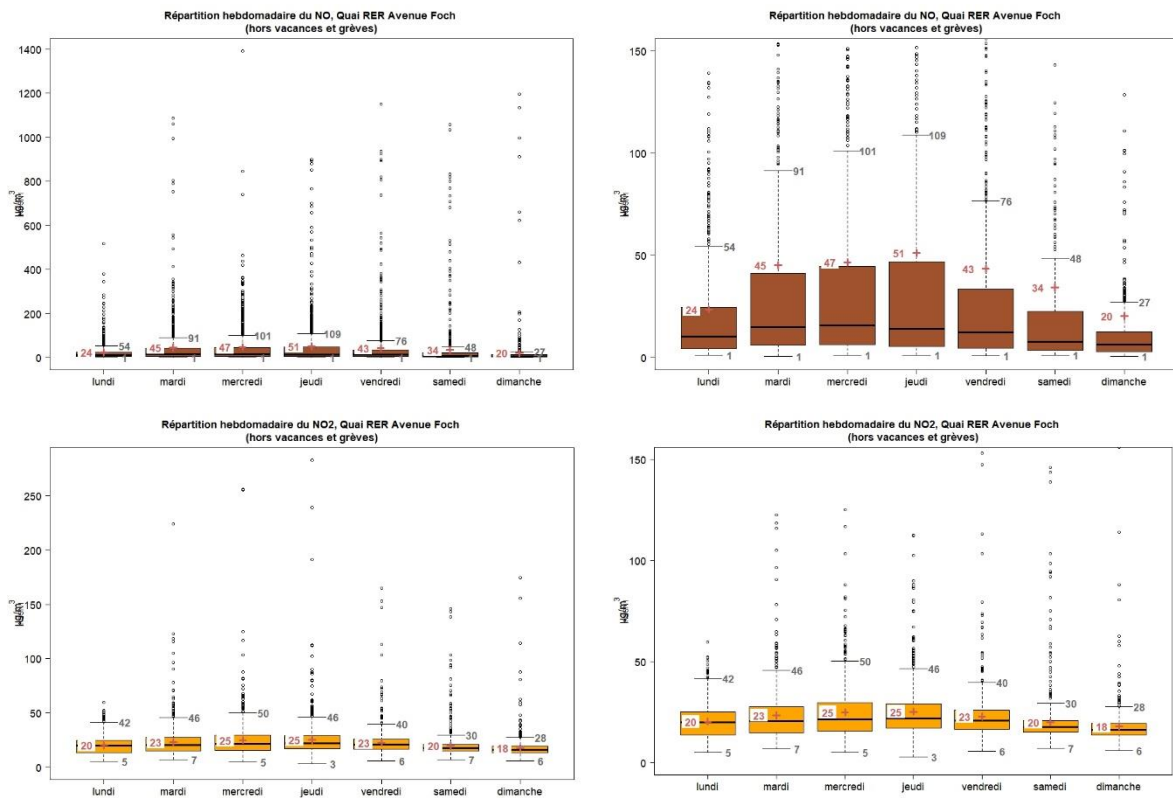 Répartition hebdomadaire du NO, Quai RER Avenue Foch
(hors vacances et grèves)
1400
1200
1000
800
600
400
200
0
24 54 45 91 47 101 51 109 43 76 34 48 20 27
1 1 1 1 1 1 1
lundi mardi mercredi jeudi vendredi samedi dimanche
Répartition hebdomadaire du NO, Quai RER Avenue Foch
(hors vacances et grèves)
150
100
50
0
24 54 45 91 47 101 51 109 43 76 34 48 20 27
1 1 1 1 1 1 1
lundi mardi mercredi jeudi vendredi samedi dimanche
Répartition hebdomadaire du NO2, Quai RER Avenue Foch
(hors vacances et grèves)
250
200
150
100
50
0
20 42 23 46 25 50 25 46 23 40 20 30 18 28
5 7 5 3 6 7 6
lundi mardi mercredi jeudi vendredi samedi dimanche
Répartition hebdomadaire du NO2, Quai RER Avenue Foch
(hors vacances et grèves)
150
100
50
0
20 42 23 46 25 50 25 46 23 40 20 30 18 28
5 7 5 3 6 7 6
lundi mardi mercredi jeudi vendredi samedi dimanche